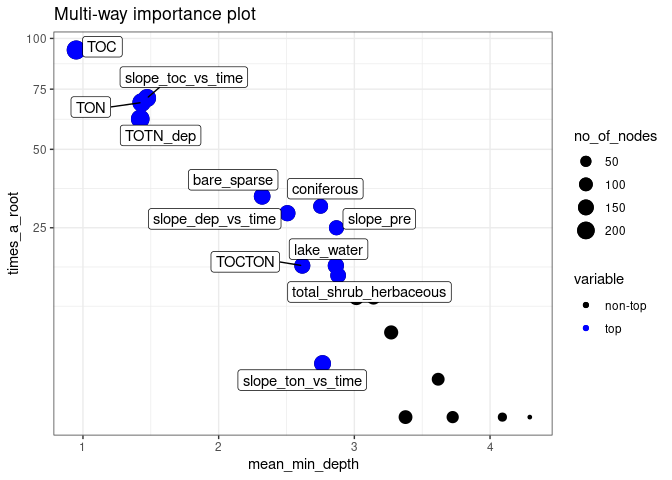 Multi-way importance plot
100
75
50
25
times_a_root
TOC
slope_toc_vs_time
TON
TOTN_dep
bare_sparse
coniferous
slope_dep_vs_time
slope_pre
lake_water
TOCTON
total_shrub_herbaceous
slope_ton_vs_time
1
2
3
4
mean_min_depth
no_of_nodes
50
100
150
200
variable
non-top
top